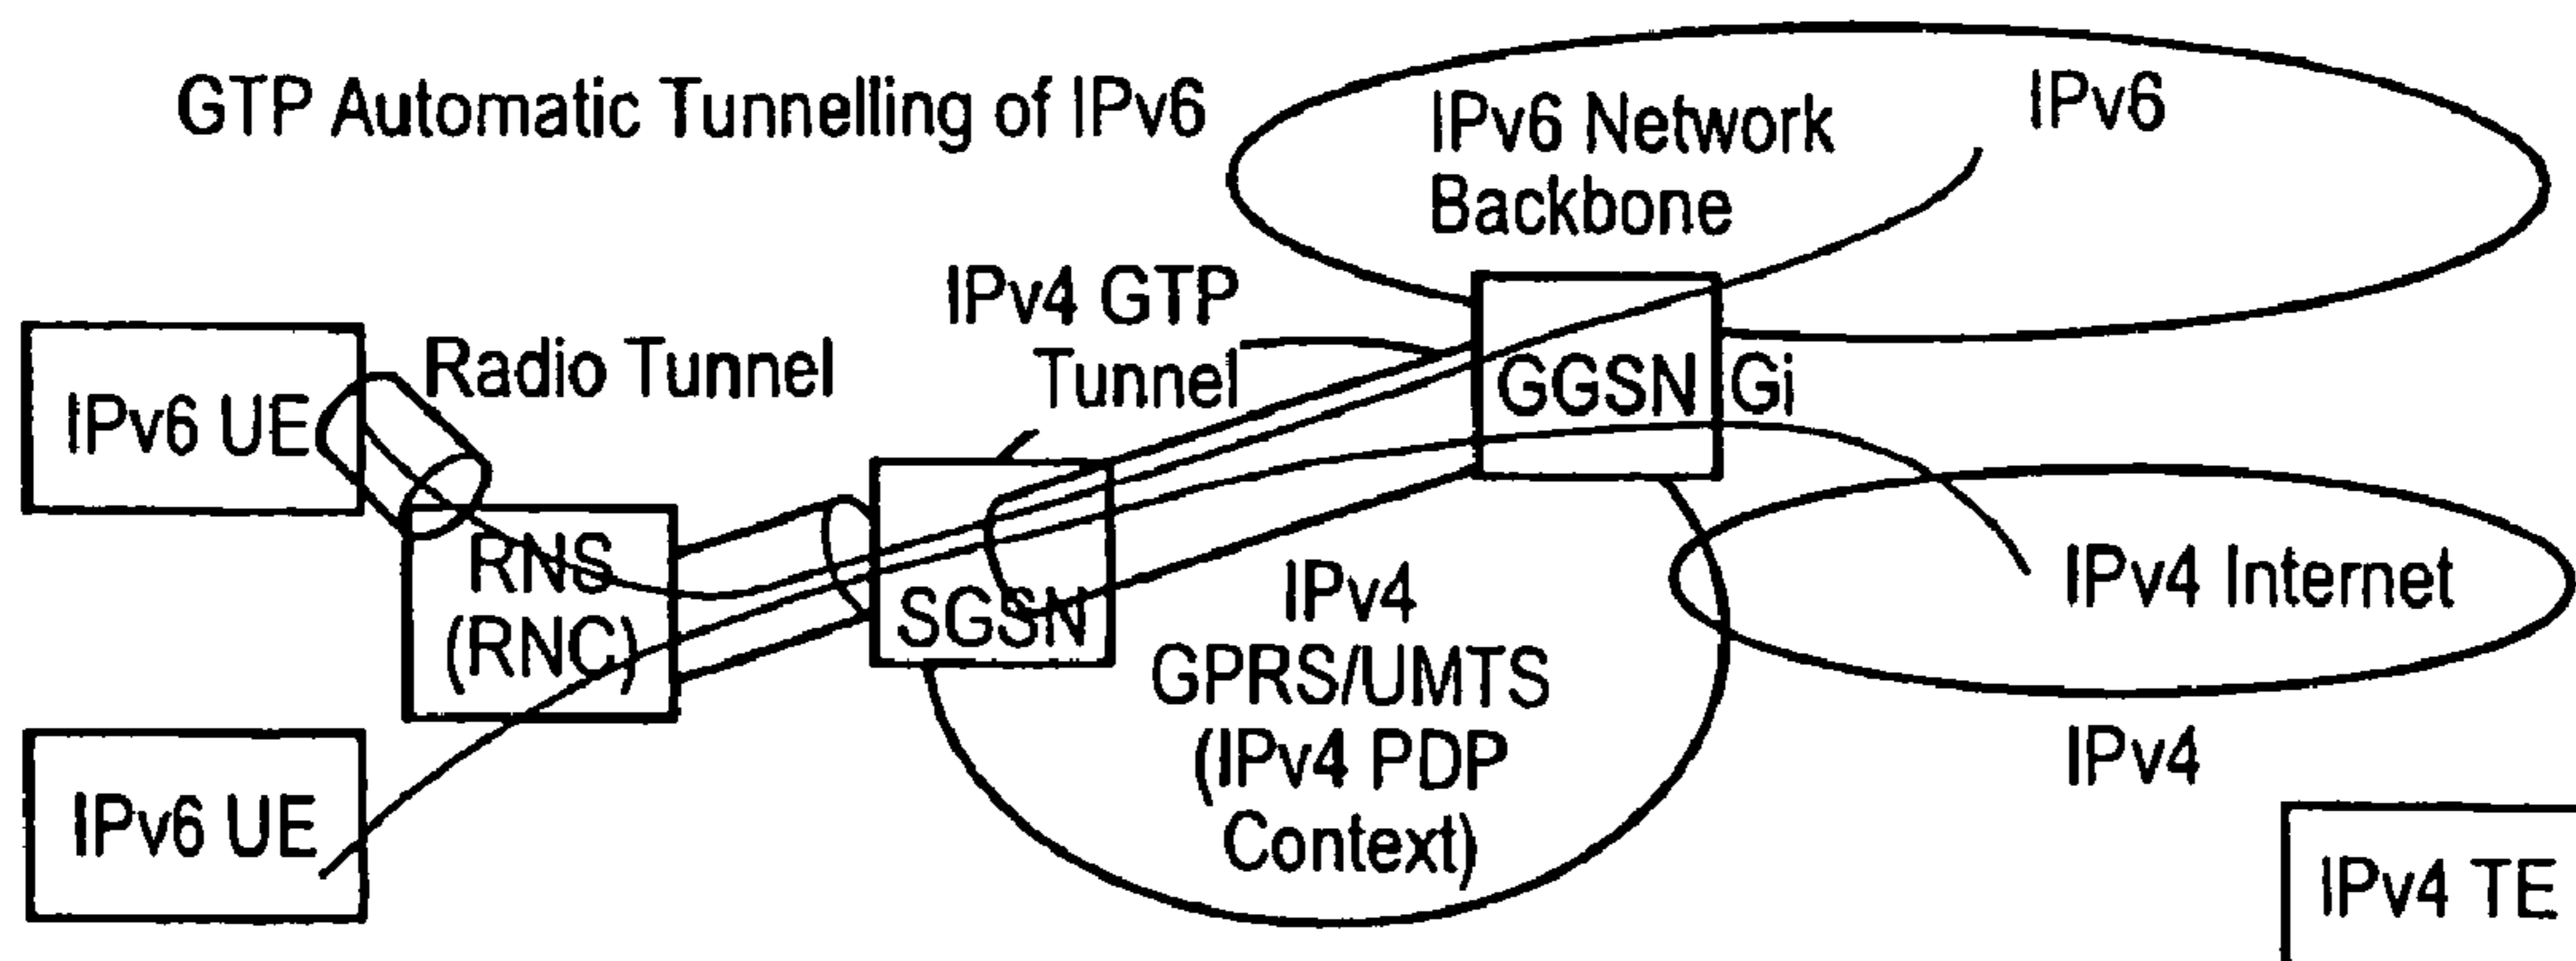 GTP Automatic Tunnelling of IPv6
IPv6 Network
Backbone
IPv6
IPv4 GTP
Tunnel
Radio Tunnel
IPv6 UE
GGSN
Gi
RNS
(RNC)
SGSN
IPv4
GPRS/UMTS
(IPv4 PDP
Context)
IPv4 Internet
IPv4
IPv6 UE
IPv4 TE